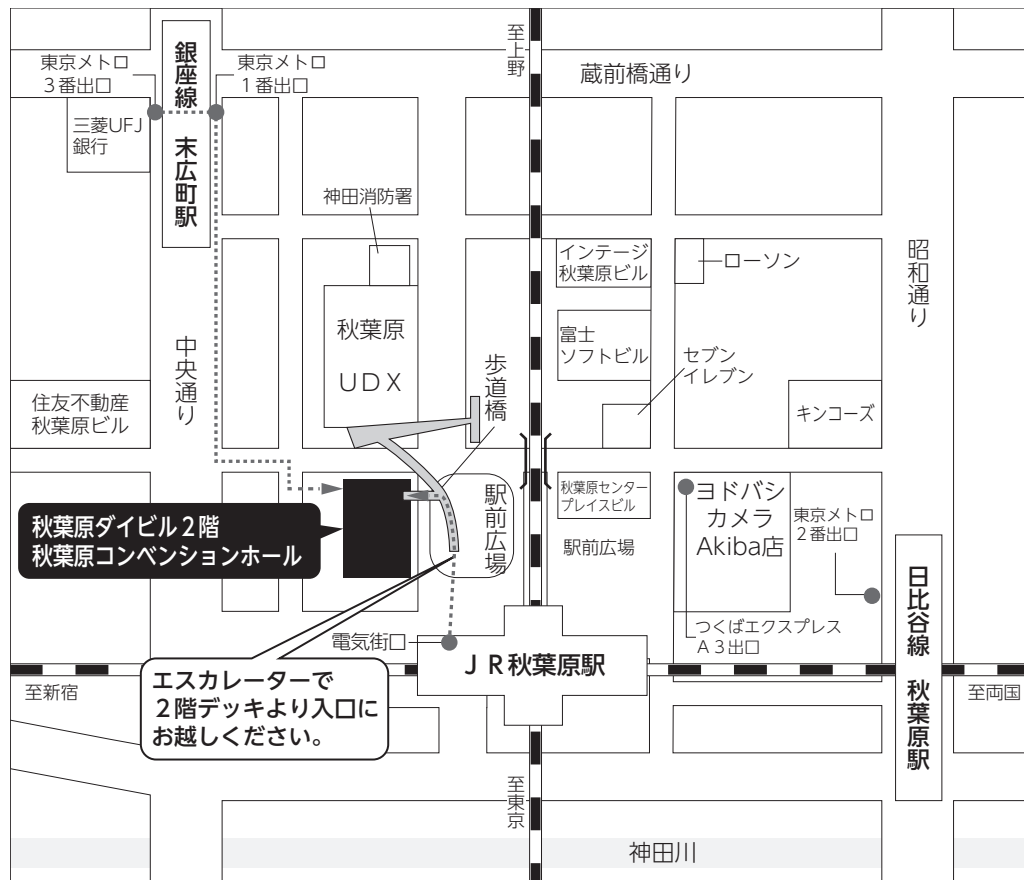 至上野
蔵前橋通り
東京メトロ
３番出口
銀座線 末広町駅
東京メトロ
１番出口
三菱UFJ
銀行
神田消防署
インテージ
秋葉原ビル
ローソン
昭和通り
秋葉原
ＵＤＸ
富士
ソフトビル
セブン
イレブン
中央通り
歩道橋
住友不動産
秋葉原ビル
キンコーズ
秋葉原ダイビル２階
秋葉原コンベンションホール
駅前広場
秋葉原センター
プレイスビル
駅前広場
ヨドバシ
カメラ
Akiba店
東京メトロ
２番出口
日比谷線 秋葉原駅
つくばエクスプレス
Ａ３出口
電気街口
ＪＲ秋葉原駅
至新宿
至両国
エスカレーターで
２階デッキより入口に
お越しください。
至東京
神田川